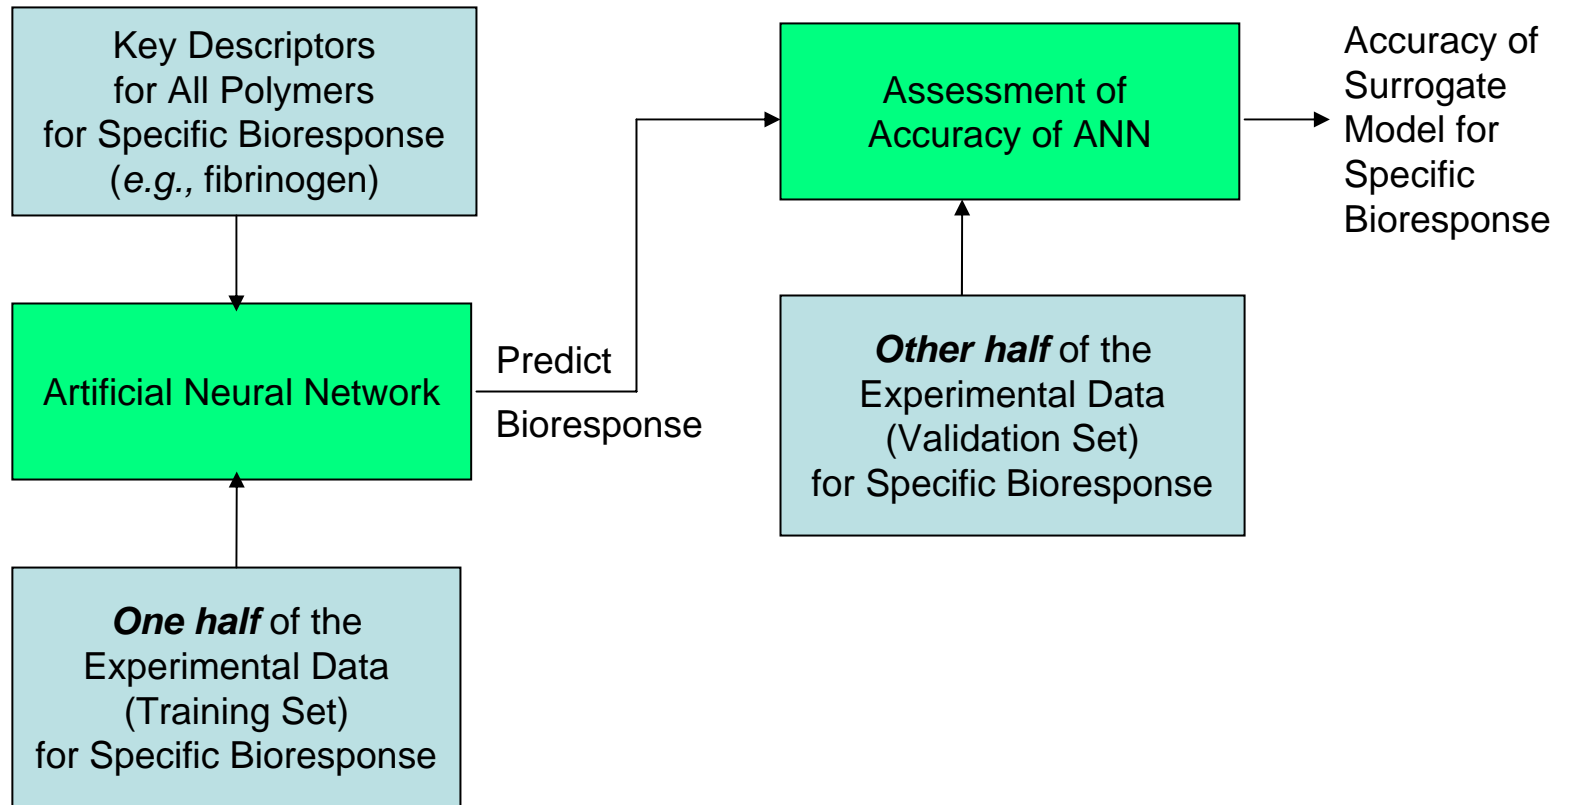 Key Descriptors
for All Polymers
for Specific Bioresponse
(e.g., fibrinogen)
Artificial Neural Network
One half of the
Experimental Data
(Training Set)
for Specific Bioresponse
Predict
Bioresponse
Assessment of
Accuracy of ANN
Other half of the
Experimental Data
(Validation Set)
for Specific Bioresponse
Accuracy of
Surrogate
Model for
Specific
Bioresponse